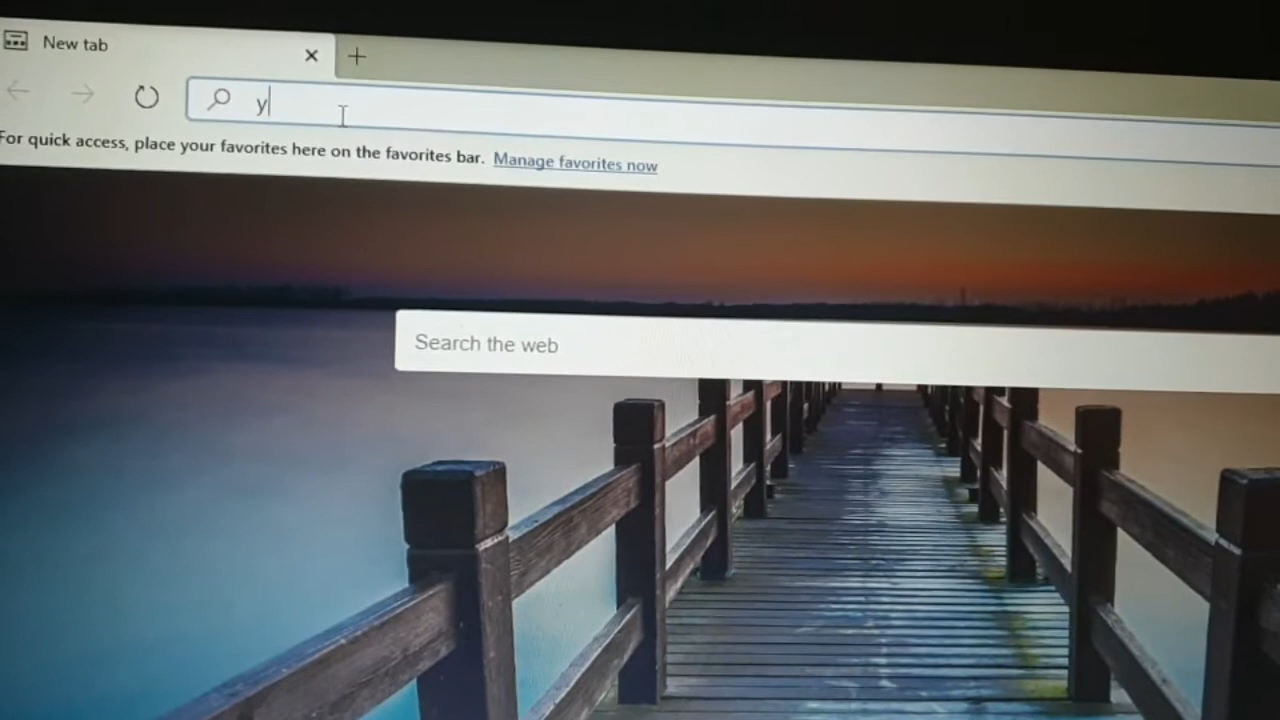 New tab
y
For quick access, place your favorites here on the favorites bar. Manage favorites now
Search the web